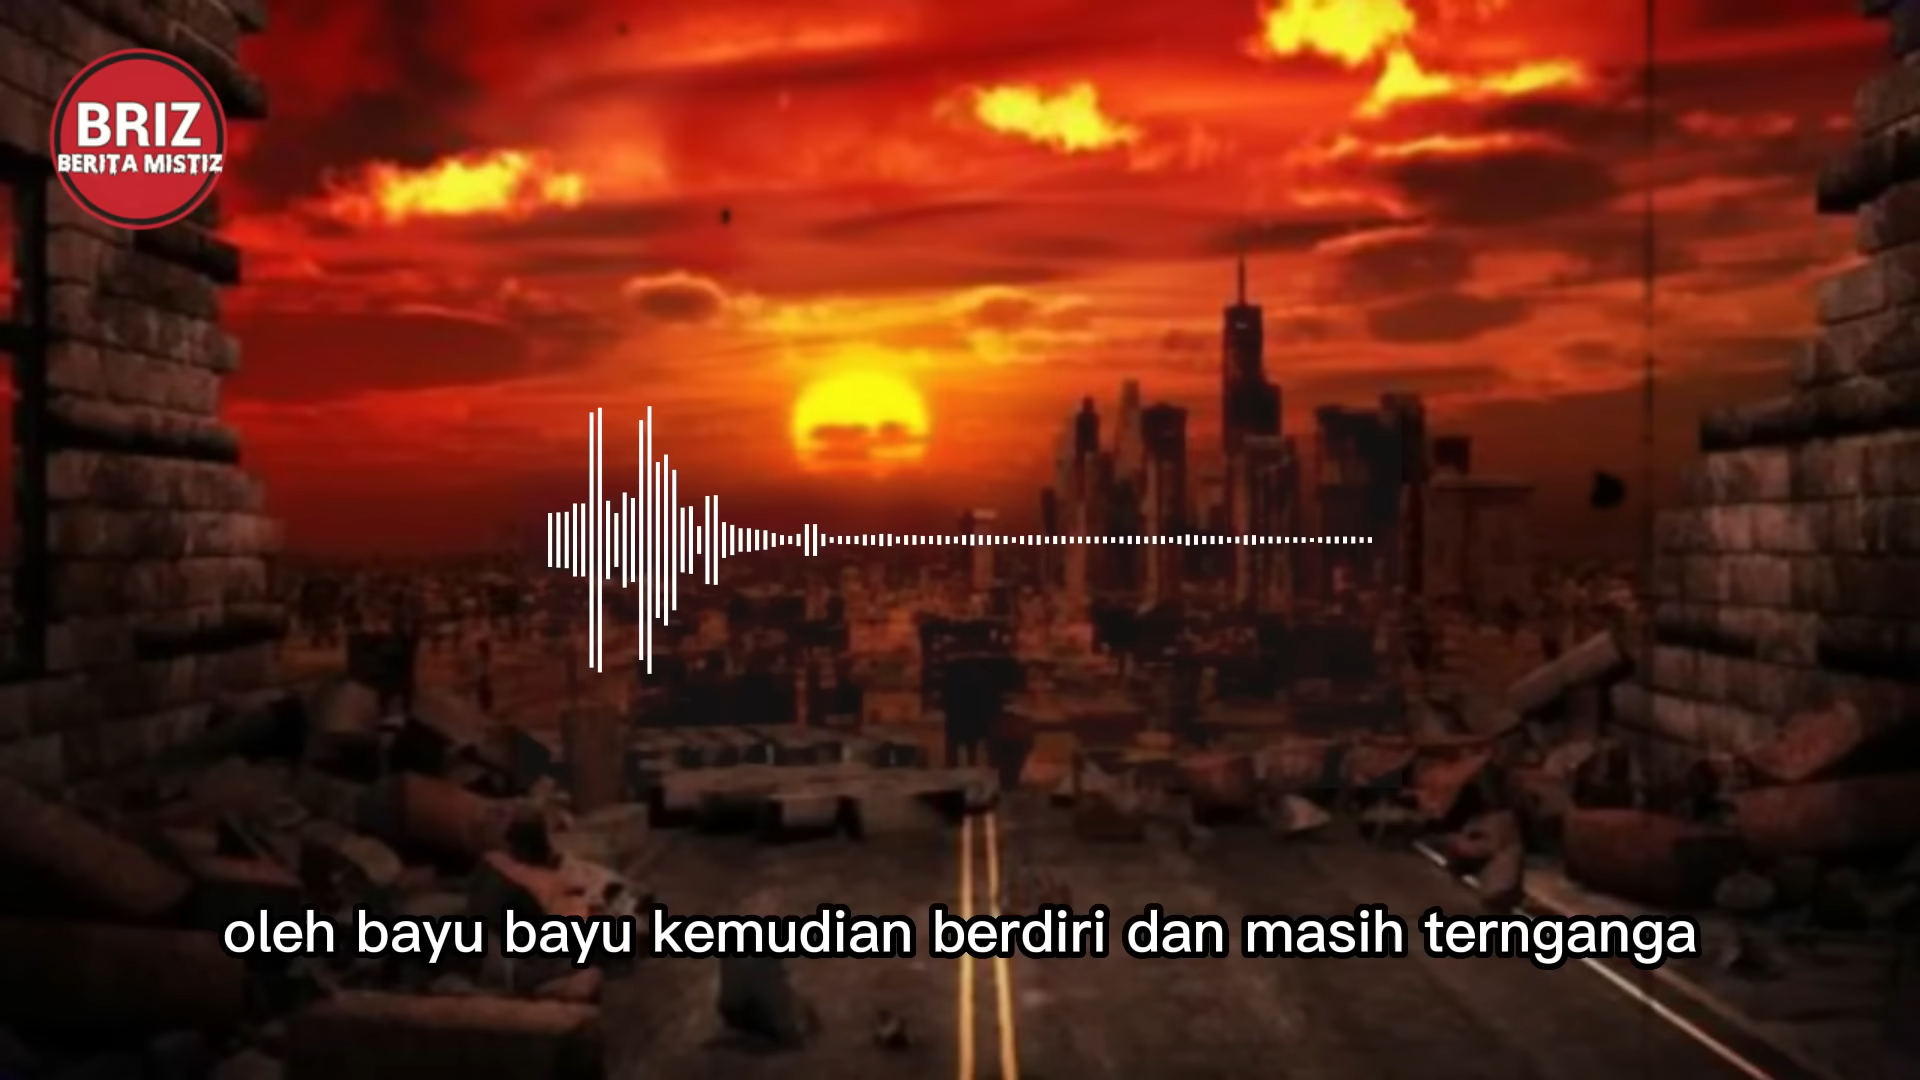 BRIZ
BERITA MISTIZ
oleh bayu bayu kemudian berdiri dan masih ternganga